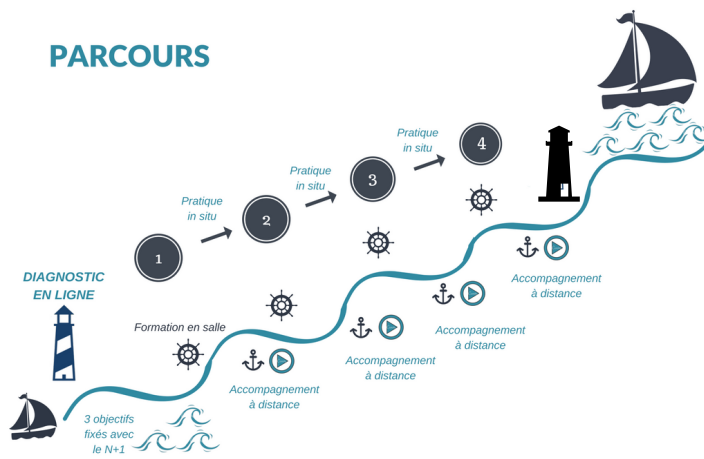 PARCOURS
Pratique
in situ
4
Pratique
in situ
3
Pratique
in situ
2
1
DIAGNOSTIC
EN LIGNE
Formation en salle
Accompagnement
à distance
Accompagnement
à distance
Accompagnement
à distance
Accompagnement
à distance
3 objectifs
fixés avec
le N+1